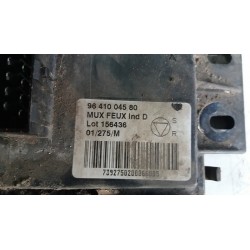 96 410 045 80
MUX FEUX Ind D
Lot 156436
01/275/M
S
R